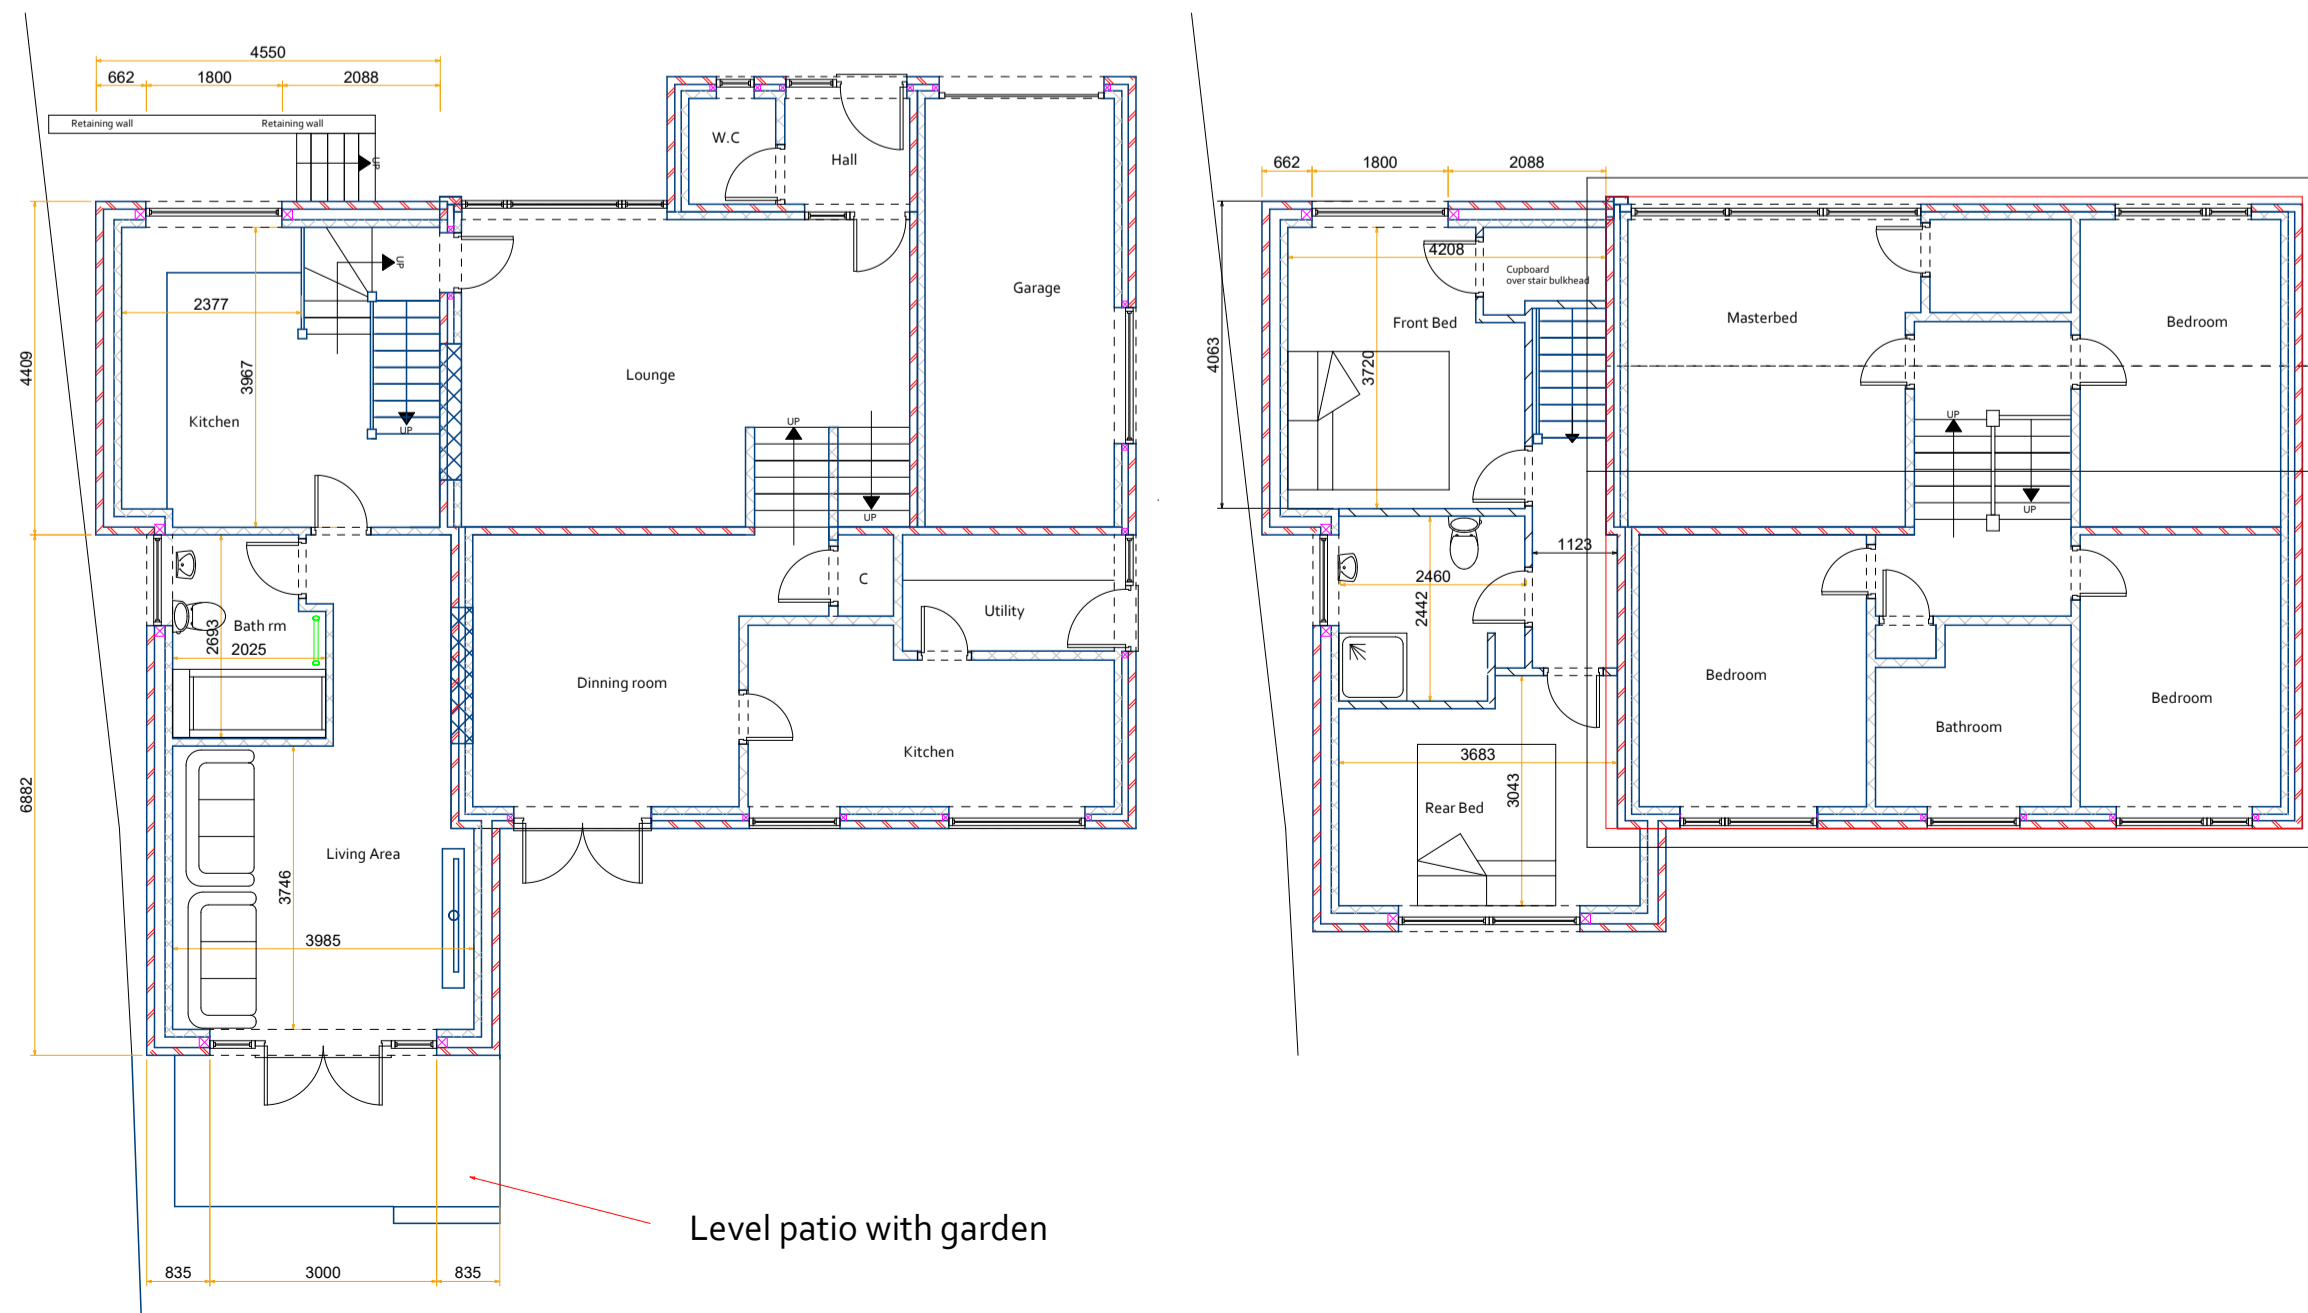 4550
662
1800
2088
Retaining wall
Retaining wall
UP
W.C
Hall
4409
2377
3967
UP
UP
Kitchen
Lounge
Garage
UP
UP
C
Utility
Bath rm
2693
2025
Dinning room
Kitchen
6882
Living Area
3746
3985
Level patio with garden
835
3000
835
662
1800
2088
4208
Cupboard
over stair bulkhead
4063
Front Bed
3720
Masterbed
Bedroom
UP
UP
1123
2460
2442
Bedroom
Bedroom
Bathroom
3683
3043
Rear Bed